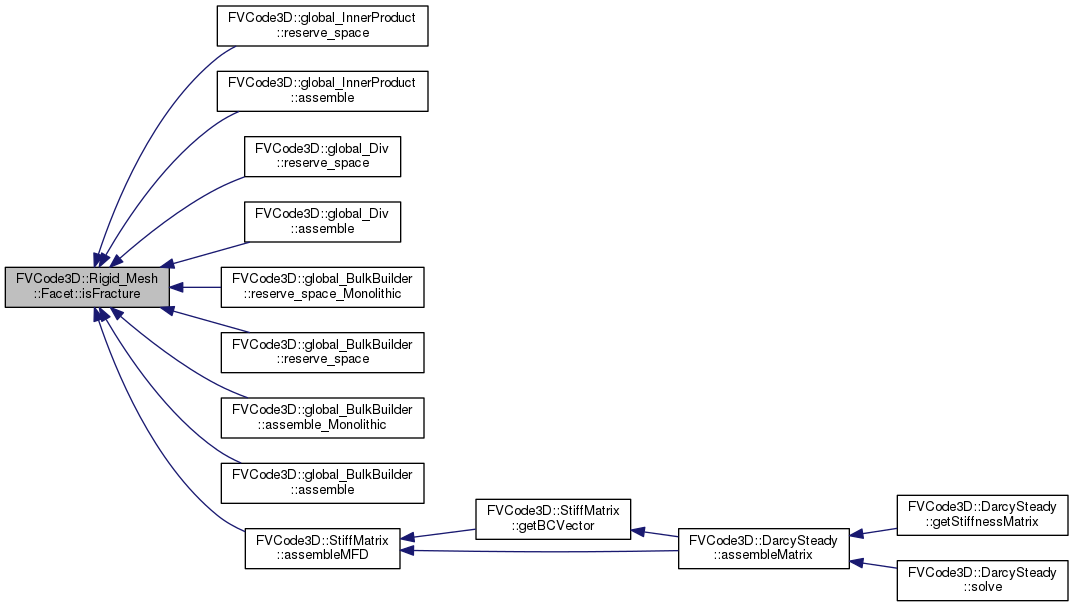 FVCode3D::global_InnerProduct
::reserve_space
FVCode3D::global_InnerProduct
::assemble
FVCode3D::global_Div
::reserve_space
FVCode3D::global_Div
::assemble
FVCode3D::Rigid_Mesh
::Facet::isFracture
FVCode3D::global_BulkBuilder
::reserve_space_Monolithic
FVCode3D::global_BulkBuilder
::reserve_space
FVCode3D::global_BulkBuilder
::assemble_Monolithic
FVCode3D::global_BulkBuilder
::assemble
FVCode3D::StiffMatrix
::assembleMFD
FVCode3D::StiffMatrix
::getBCVector
FVCode3D::DarcySteady
::assembleMatrix
FVCode3D::DarcySteady
::getStiffnessMatrix
FVCode3D::DarcySteady
::solve